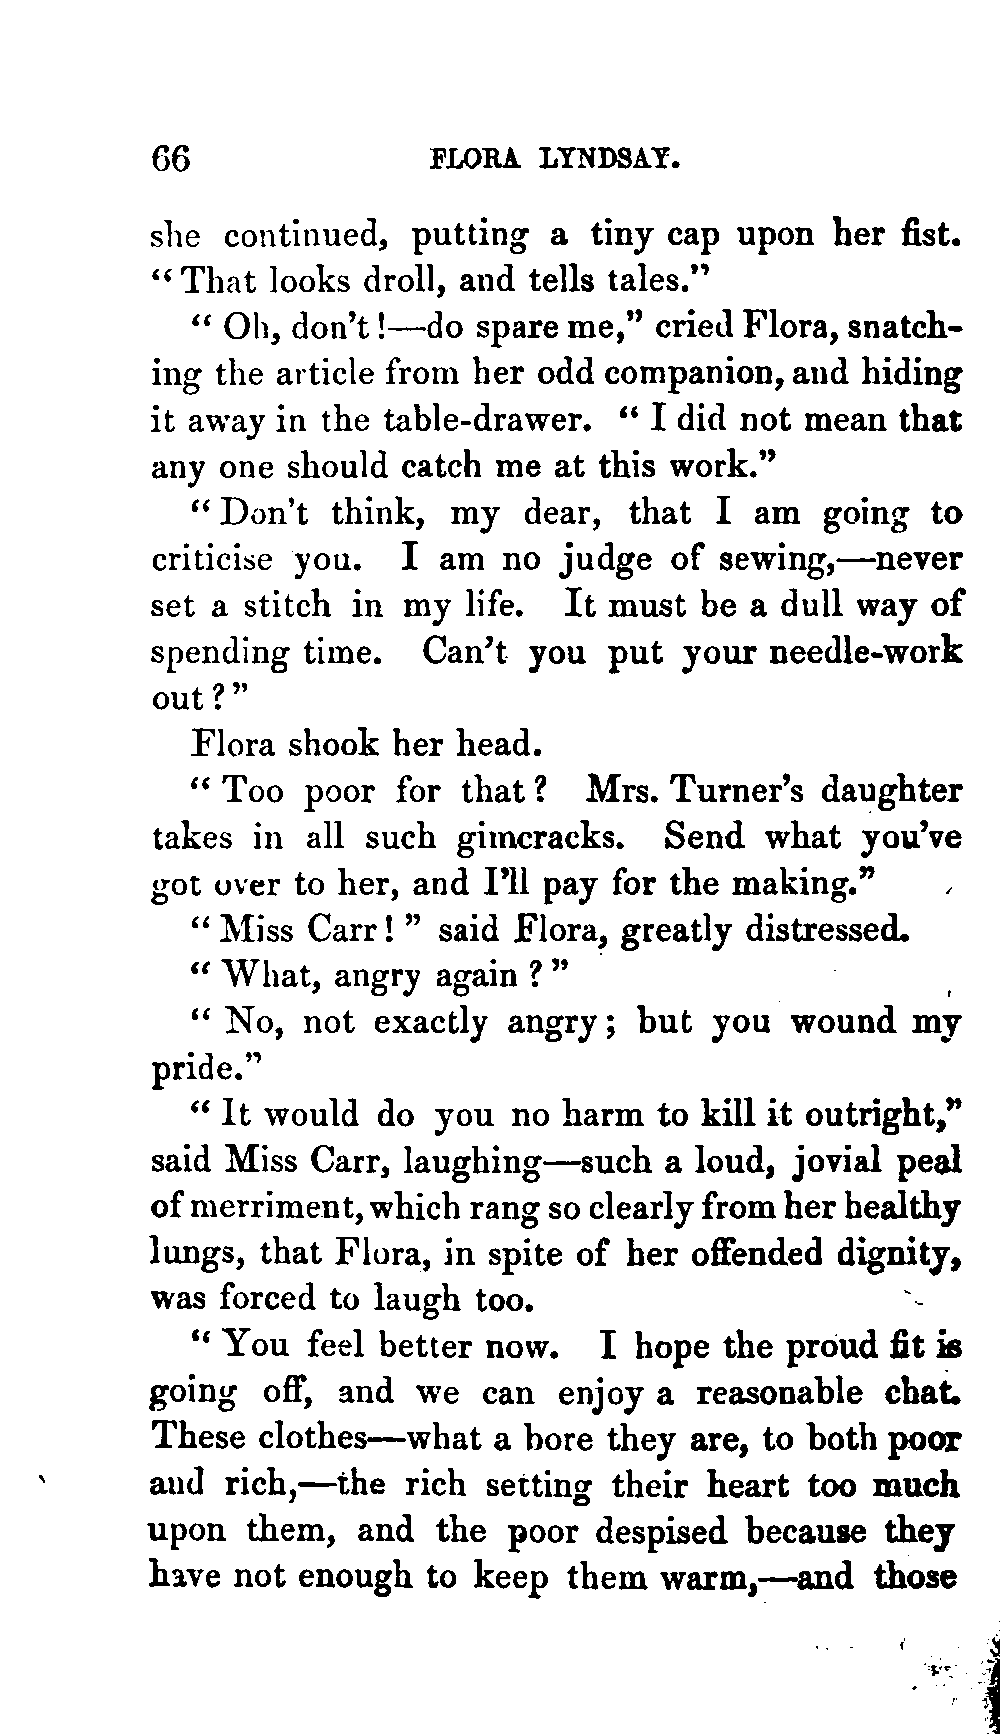 66 FLORA LYNDSAY.
she continued, putting a tiny cap upon her fist.
“That looks droll, and tells tales.”
“Oh, don’t!—do spare me,” cried Flora, snatch-
ing the article from her odd companion, and hiding
it away in the table-drawer. “I did not mean that
any one should catch me at this work.”
“Don’t think, my dear, that I am going to
criticise you. I am no judge of sewing,—never
set a stitch in my life. It must be a dull way of
spending time. Can’t you put your needle-work
out?”
Flora shook her head.
“Too poor for that? Mrs. Turner’s daughter
takes in all such gimcracks. Send what you’ve
got over to her, and I’ll pay for the making.”
“Miss Carr!” said Flora, greatly distressed.
“What, angry again?”
“No, not exactly angry; but you wound my
pride.”
“It would do you no harm to kill it outright,”
said Miss Carr, laughing—such a loud, jovial peal
of merriment, which rang so clearly from her healthy
lungs, that Flora, in spite of her offended dignity,
was forced to laugh too.
“You feel better now. I hope the proud fit is
going off, and we can enjoy a reasonable chat.
These clothes—what a bore they are, to both poor
and rich,—the rich setting their heart too much
upon them, and the poor despised because they
have not enough to keep them warm,—and those